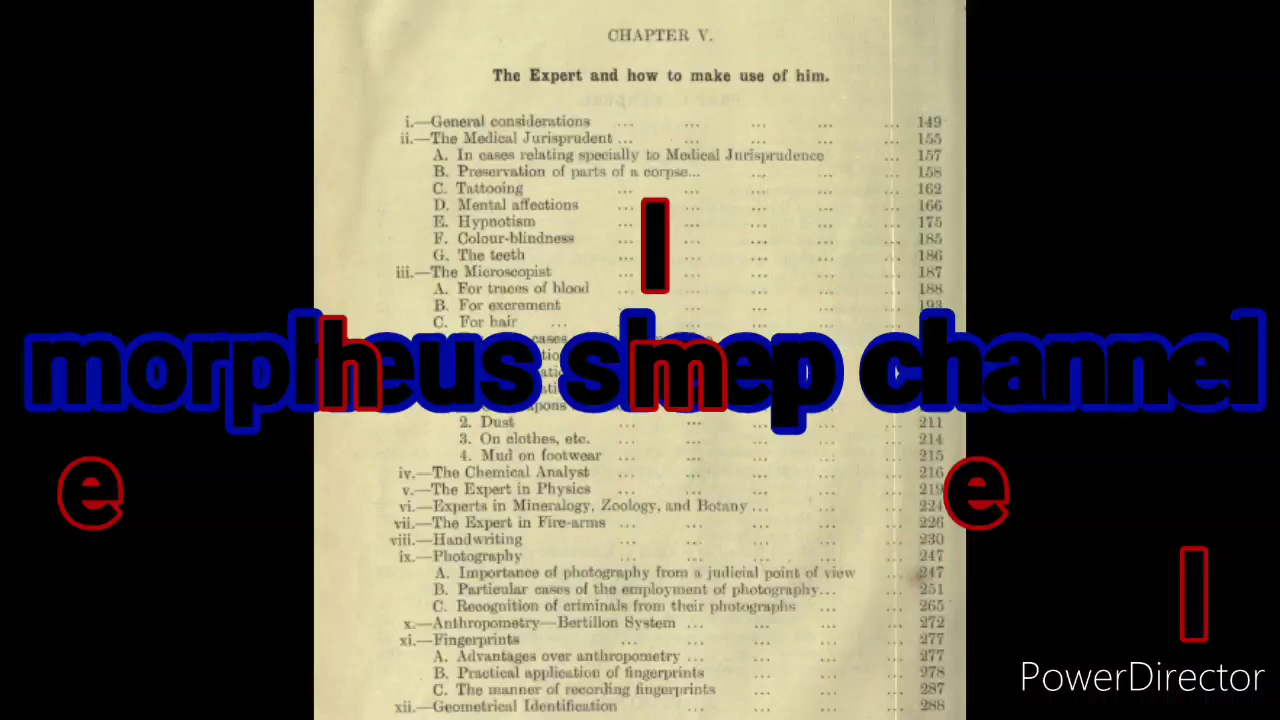 CHAPTER V.
The Expert and how to make use of him.
i.—General considerations ... ... ... ... ... 149
ii.—The Medical Jurisprudent ... ... ... ... ... 155
A. In cases relating specially to Medical Jurisprudence ... 157
B. Preservation of parts of a corpse... ... ... ... 158
C. Tattooing ... ... ... ... ... 162
D. Mental affections ... ... ... ... ... 166
E. Hypnotism ... ... ... ... ... 175
F. Colour-blindness ... ... ... ... ... 185
G. The teeth ... ... ... ... ... 186
iii.—The Microscopist ... ... ... ... ... 187
A. For traces of blood ... ... ... ... 188
B. For excrement ... ... ... ... 193
C. For hair ... ... ... ... ...
cases
morpheus sleep channel
l
h
m
2. Dust ... ... ... ... ... 211
3. On clothes, etc. ... ... ... ... ... 214
4. Mud on footwear ... ... ... ... ... 215
iv.—The Chemical Analyst ... ... ... ... ... 216
v.—The Expert in Physics ... ... ... ... ... 219
e
e
vi.—Experts in Mineralogy, Zoology, and Botany ... ... ... 224
vii.—The Expert in Fire-arms ... ... ... ... ... 226
viii.—Handwriting ... ... ... ... ... 230
ix.—Photography ... ... ... ... ... 247
A. Importance of photography from a judicial point of view ... 247
B. Particular cases of the employment of photography... ... 251
C. Recognition of criminals from their photographs ... ... 265
l
x.—Anthropometry—Bertillon System ... ... ... ... 272
xi.—Fingerprints ... ... ... ... ... 277
A. Advantages over anthropometry ... ... ... ... 277
B. Practical application of fingerprints ... ... ... 278
C. The manner of recording fingerprints ... ... ... 287
xii.—Geometrical Identification ... ... ... ... 288
PowerDirector